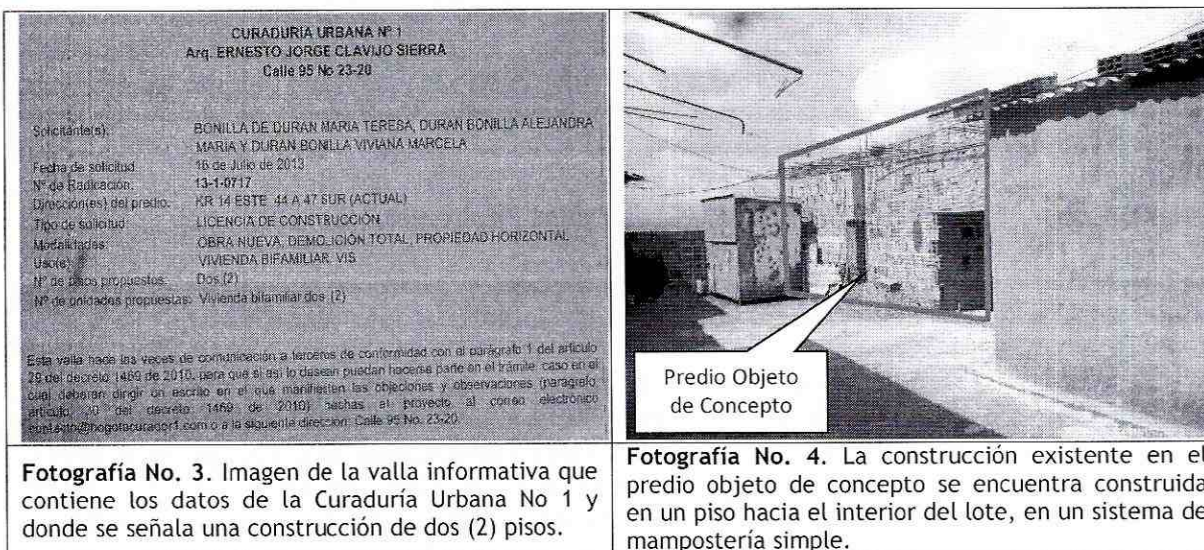 CURADURIA URBANA Nº 1
Arq. ERNESTO JORGE CLAVIJO SIERRA
Calle 95 No 23-20
Solicitante(s): BONILLA DE DURAN MARIA TERESA, DURAN BONILLA ALEJANDRA
MARIA Y DURAN BONILLA VIVIANA MARCELA
Fecha de solicitud 16 de Julio de 2013
Nº de Radicación: 13-1-0717
Direccion(es) del predio: KR 14 ESTE 44 A 47 SUR (ACTUAL)
Tipo de solicitud LICENCIA DE CONSTRUCCIÓN
Modalidades: OBRA NUEVA, DEMOLICIÓN TOTAL, PROPIEDAD HORIZONTAL
Uso(s) VIVIENDA BIFAMILIAR VIS
Nº de pisos propuestos. Dos (2)
Nº de unidades propuestas: Vivienda bifamiliar dos (2)
Esta valla hace las veces de comunicación a terceros de conformidad con el parágrafo 1 del articulo
29 del decreto 1469 de 2010, para que si asi lo desean puedan hacerse parte en el trámite, caso en el
cual deberan dirigir un escrito en el que manifiesten las objeciones y observaciones (paragrafo,
articulo 30 del decreto 1469 de 2010) hechas al proyecto al correo electrónico
o a la siguiente direccion: Calle 95 No. 23-20
Predio Objeto
de Concepto
Fotografía No. 3. Imagen de la valla informativa que
contiene los datos de la Curaduría Urbana No 1 y
donde se señala una construcción de dos (2) pisos.
Fotografía No. 4. La construcción existente en el
predio objeto de concepto se encuentra construida
en un piso hacia el interior del lote, en un sistema de
mampostería simple.